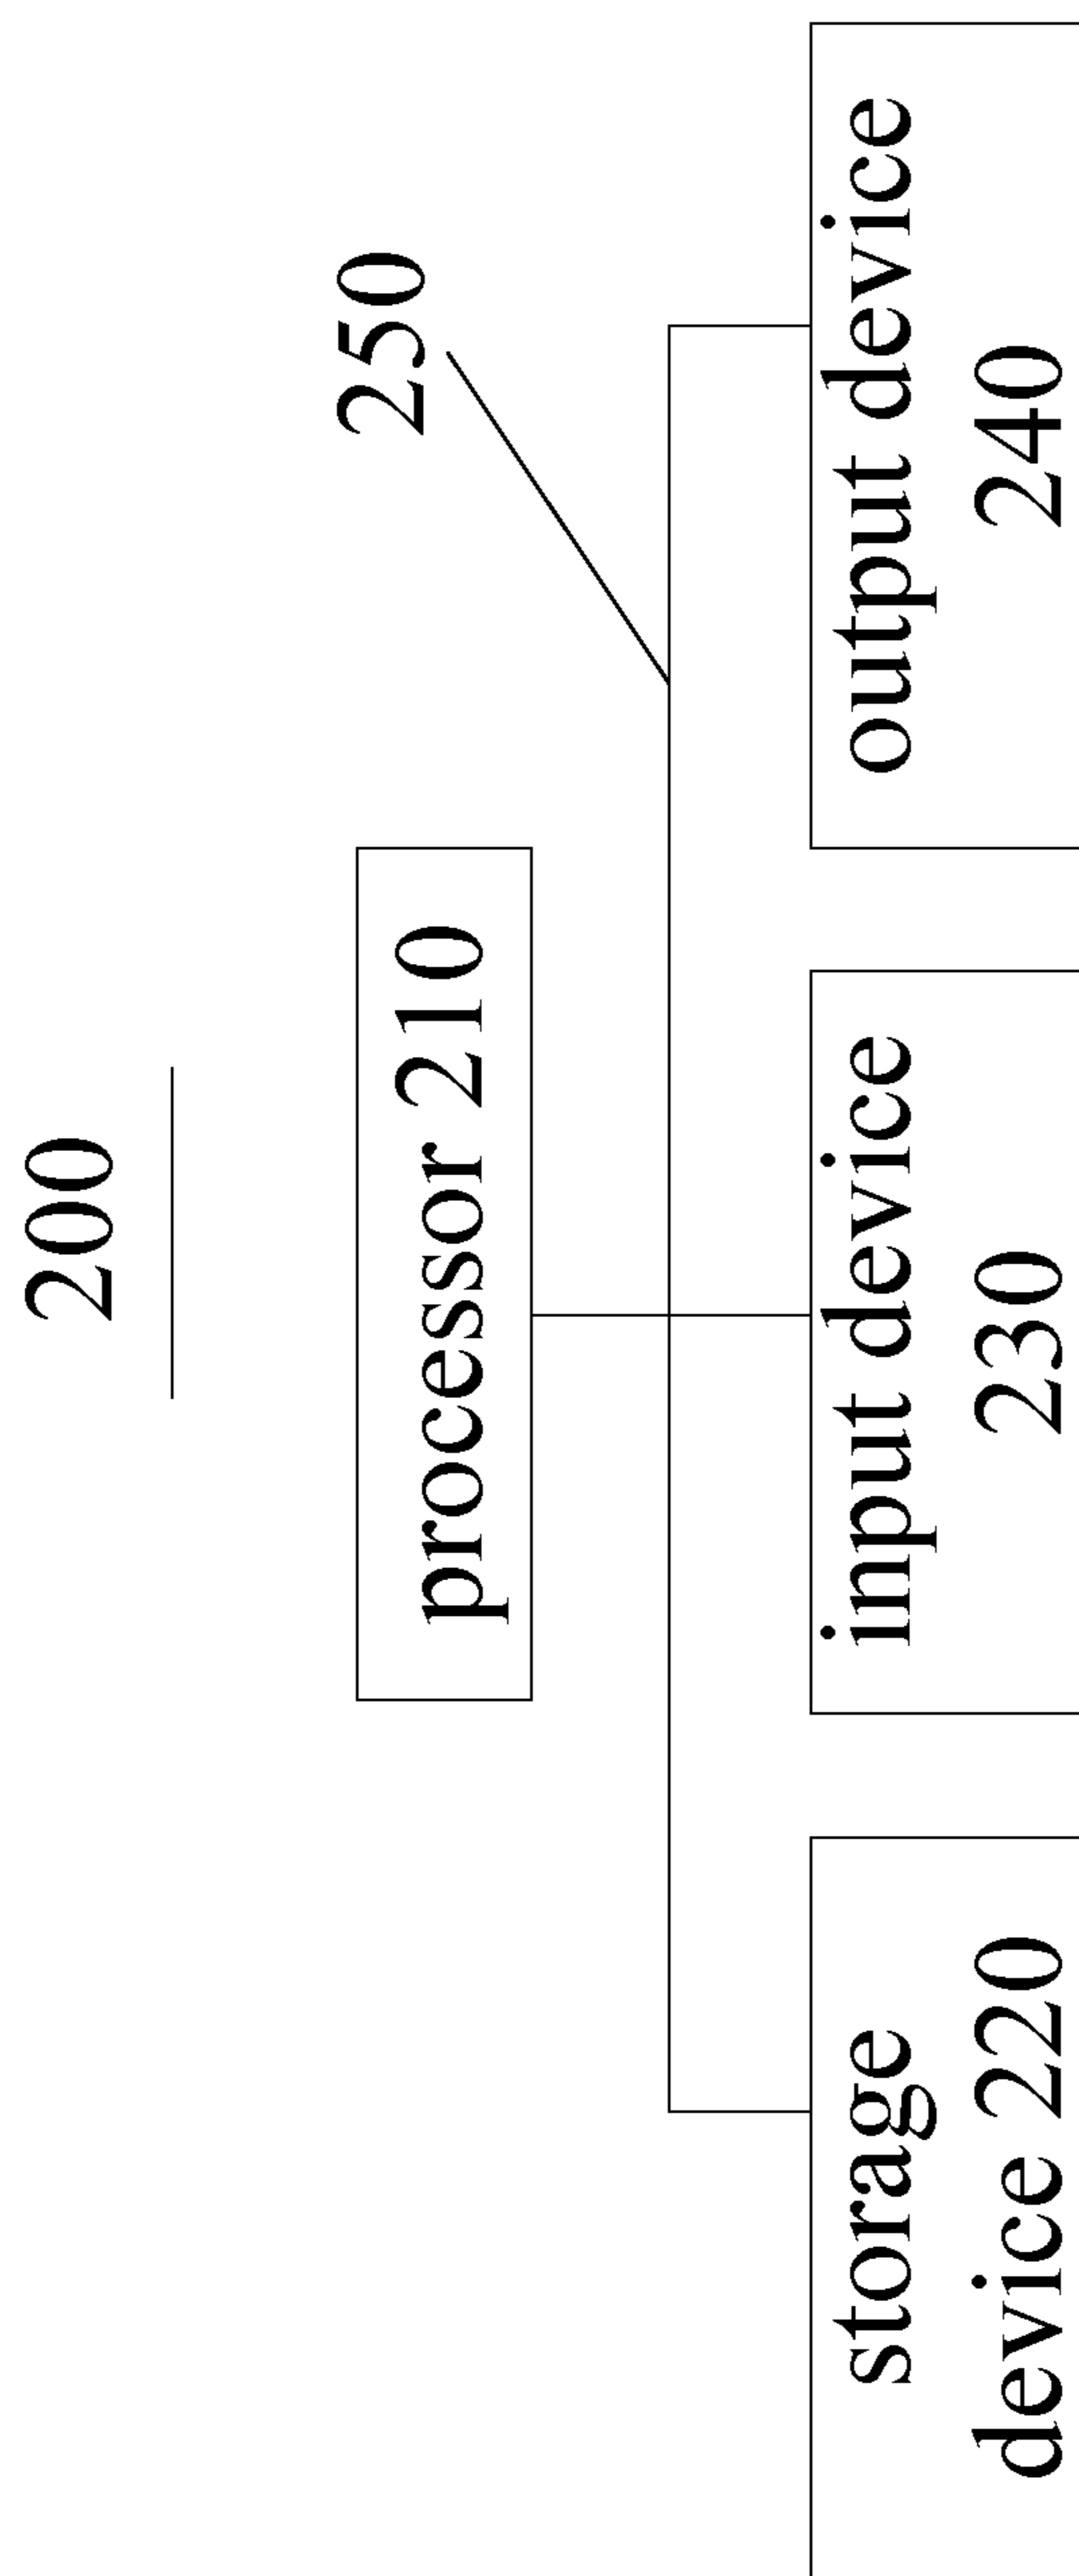 200
250
processor 210
storage
device 220
input device
230
output device
240